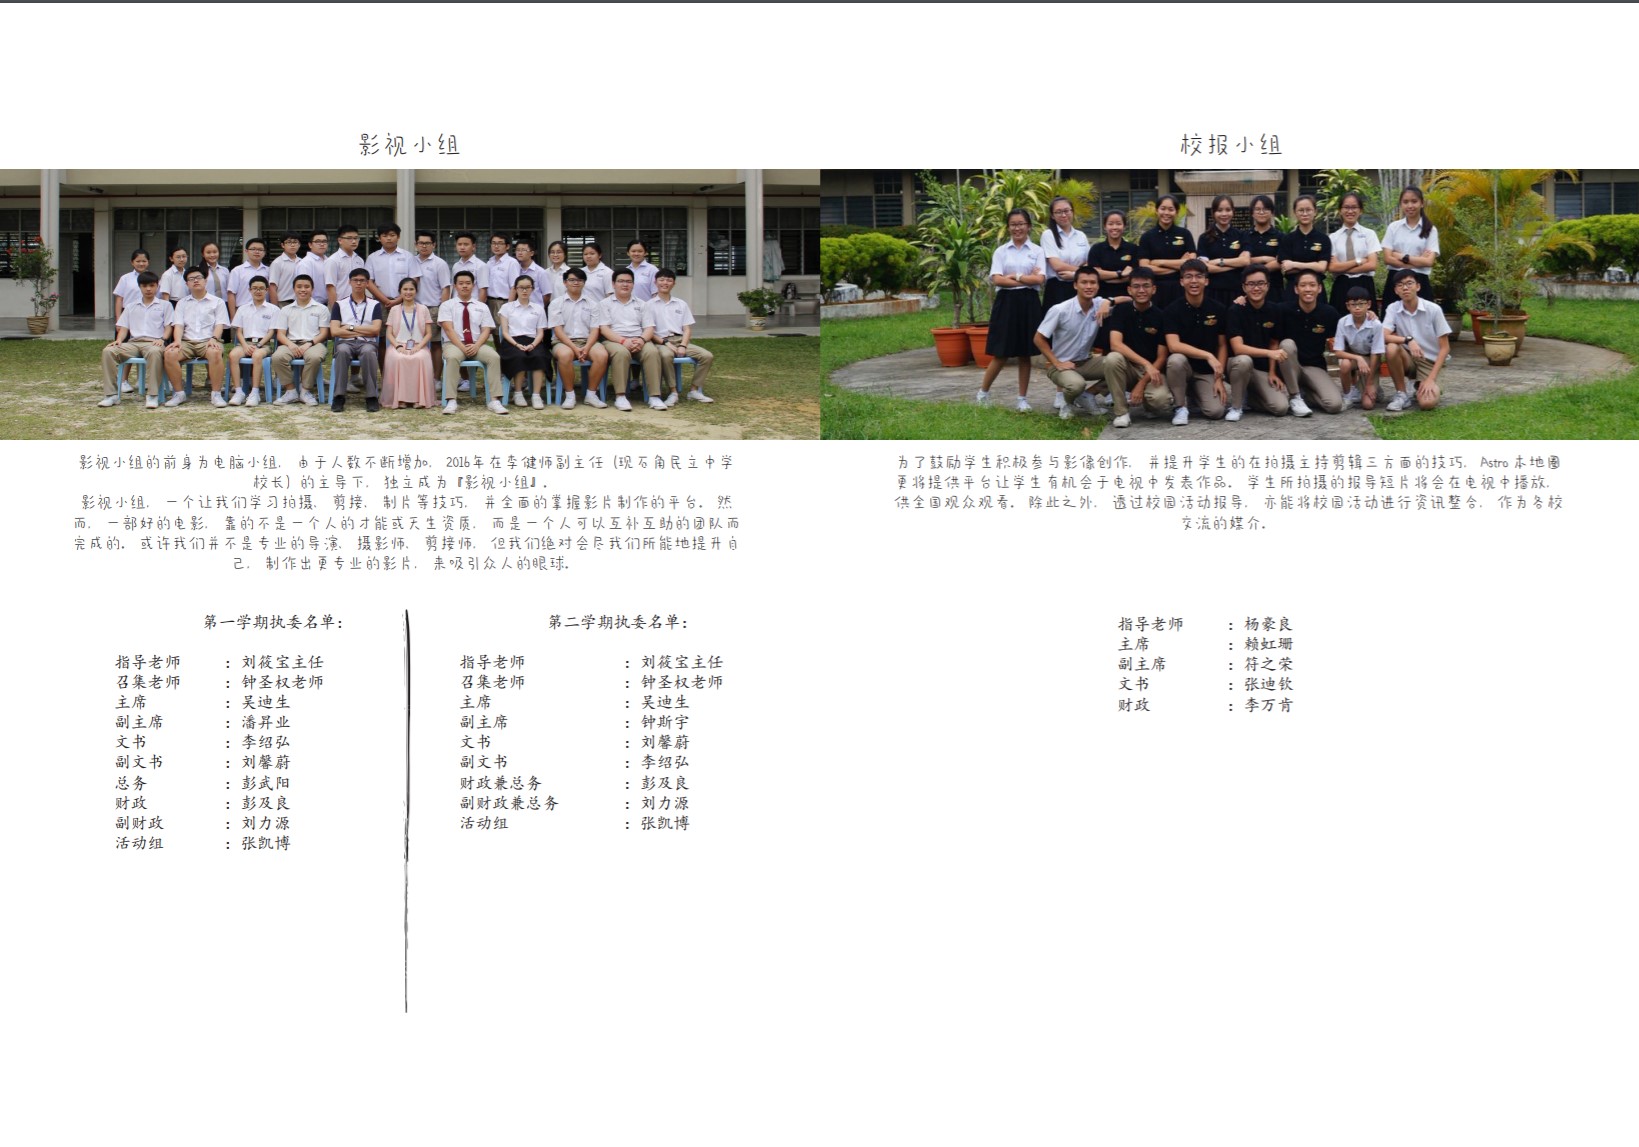 影视小组
影视小组的前身为电脑小组，由于人数不断增加，2016年在李健师副主任（现石角民立中学
校长）的主导下，独立成为『影视小组』。
影视小组，一个让我们学习拍摄，剪接，制片等技巧，并全面的掌握影片制作的平台。然
而，一部好的电影，靠的不是一个人的才能或天生资质，而是一个人可以互补互助的团队而
完成的。或许我们并不是专业的导演，摄影师，剪接师，但我们绝对会尽我们所能地提升自
己，制作出更专业的影片，来吸引众人的眼球。
第一学期执委名单：
指导老师 ：刘筱宝主任
召集老师 ：钟圣权老师
主席 ：吴迪生
副主席 ：潘昇业
文书 ：李绍弘
副文书 ：刘馨蔚
总务 ：彭武阳
财政 ：彭及良
副财政 ：刘力源
活动组 ：张凯博
第二学期执委名单：
指导老师 ：刘筱宝主任
召集老师 ：钟圣权老师
主席 ：吴迪生
副主席 ：钟斯宇
文书 ：刘馨蔚
副文书 ：李绍弘
财政兼总务 ：彭及良
副财政兼总务 ：刘力源
活动组 ：张凯博
校报小组
为了鼓励学生积极参与影像创作，并提升学生的在拍摄主持剪辑三方面的技巧，Astro本地圈
更将提供平台让学生有机会于电视中发表作品。学生所拍摄的报导短片将会在电视中播放，
供全国观众观看。除此之外，透过校园活动报导，亦能将校园活动进行资讯整合，作为各校
交流的媒介。
指导老师 ：杨豪良
主席 ：赖虹珊
副主席 ：符之荣
文书 ：张迪钦
财政 ：李万肯